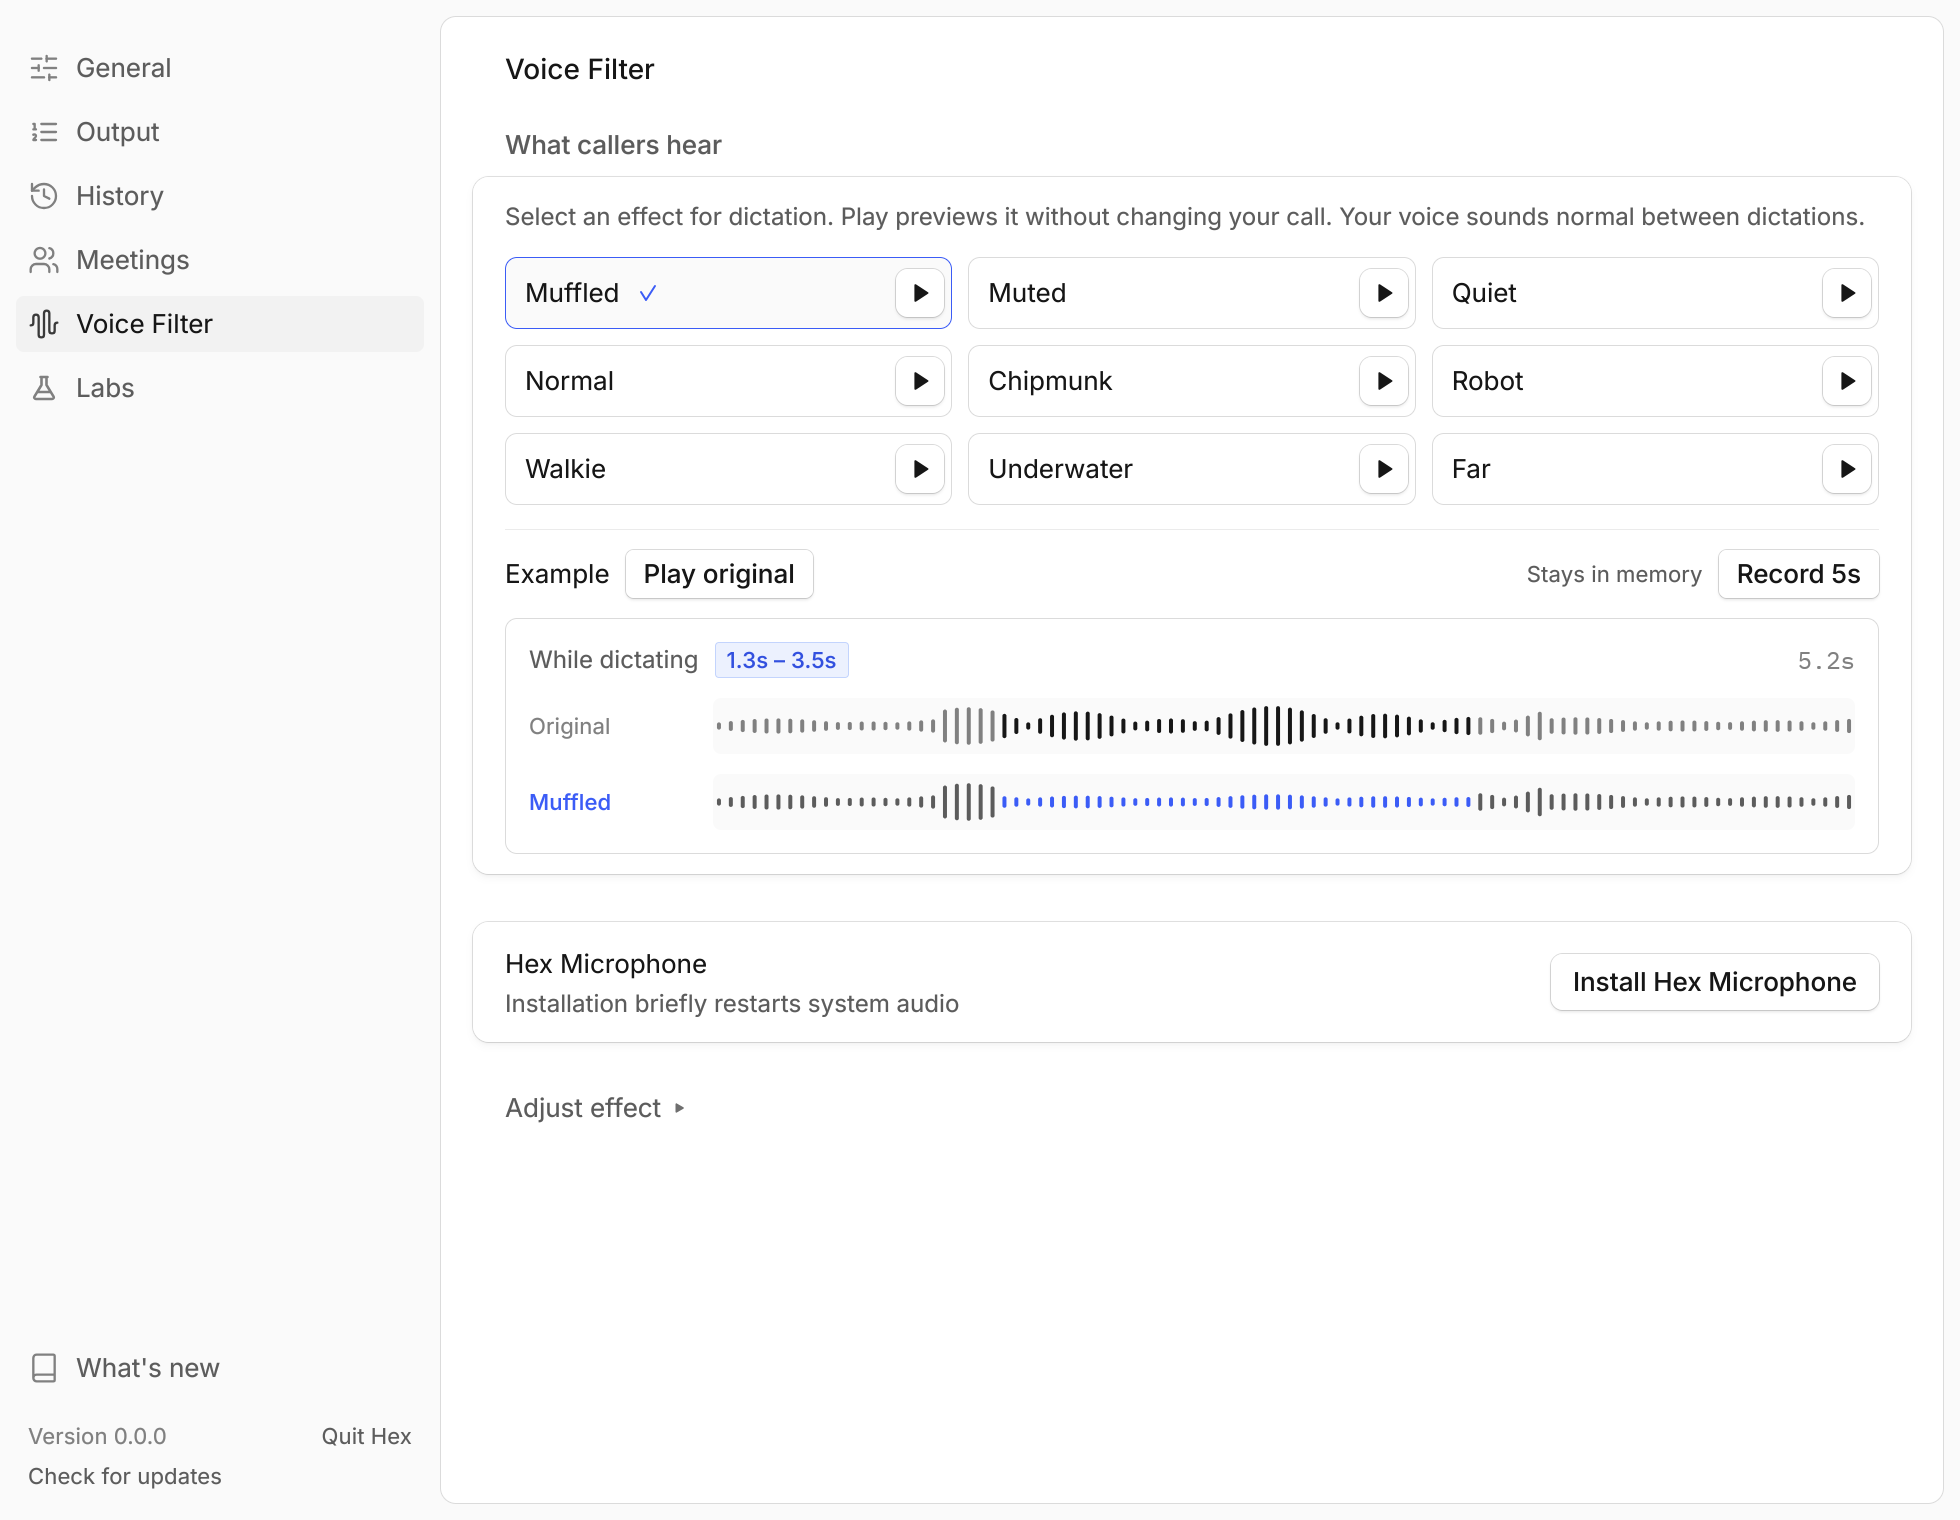 General
Output
History
Meetings
Voice Filter
Labs
What's new
Version 0.0.0
Quit Hex
Check for updates
Voice Filter
What callers hear
Select an effect for dictation. Play previews it without changing your call. Your voice sounds normal between dictations.
Muffled
Muted
Quiet
Normal
Chipmunk
Robot
Walkie
Underwater
Far
Example
Play original
Stays in memory
Record 5s
While dictating
1.3s – 3.5s
5.2s
Original
Muffled
Hex Microphone
Installation briefly restarts system audio
Install Hex Microphone
Adjust effect